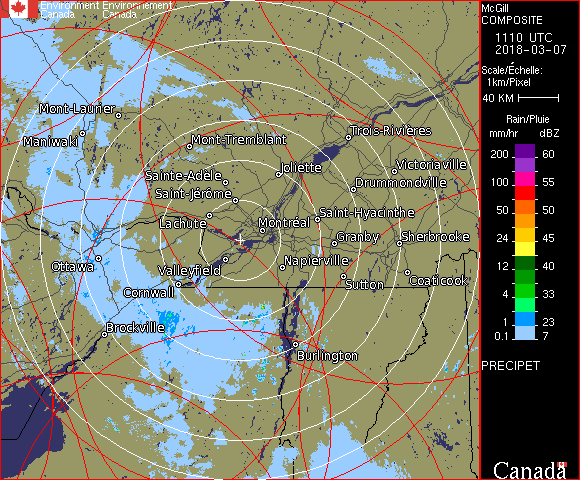 Environment Environnement
Canada Canada
McGill
COMPOSITE
1110 UTC
2018-03-07
Scale/Échelle:
1km/Pixel
40 KM
Rain/Pluie
mm/hr dBZ
200 60
150 57
100 55
50 50
24 45
12 40
4 33
1 23
0.1 7
PRECIPET
Canada
Mont-Laurier
Maniwaki
Mont-Tremblant
Trois-Rivières
Joliette
Victoriaville
Sainte-Adèle
Drummondville
Saint-Jérôme
Lachute
Saint-Hyacinthe
Montréal
Granby
Sherbrooke
Ottawa
Valleyfield
Napierville
Cornwall
Sutton
Coaticook
Brockville
Burlington